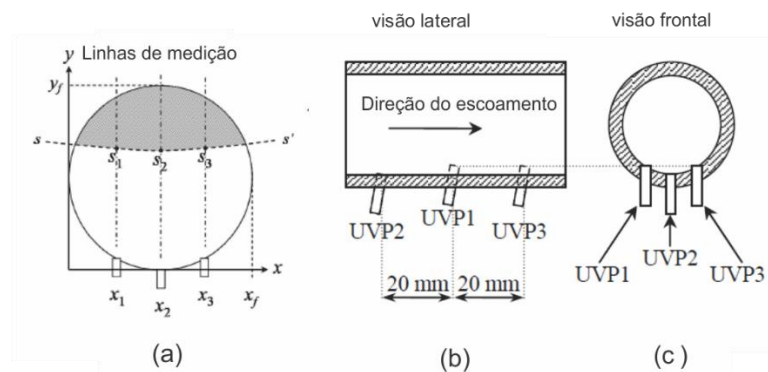 visão lateral
visão frontal
y Linhas de medição
y_f
s
s'
s_1 s_2 s_3
x
x_1 x_2 x_3 x_f
(a)
Direção do escoamento
UVP2 UVP1 UVP3
20 mm 20 mm
(b)
UVP1 UVP2 UVP3
(c)